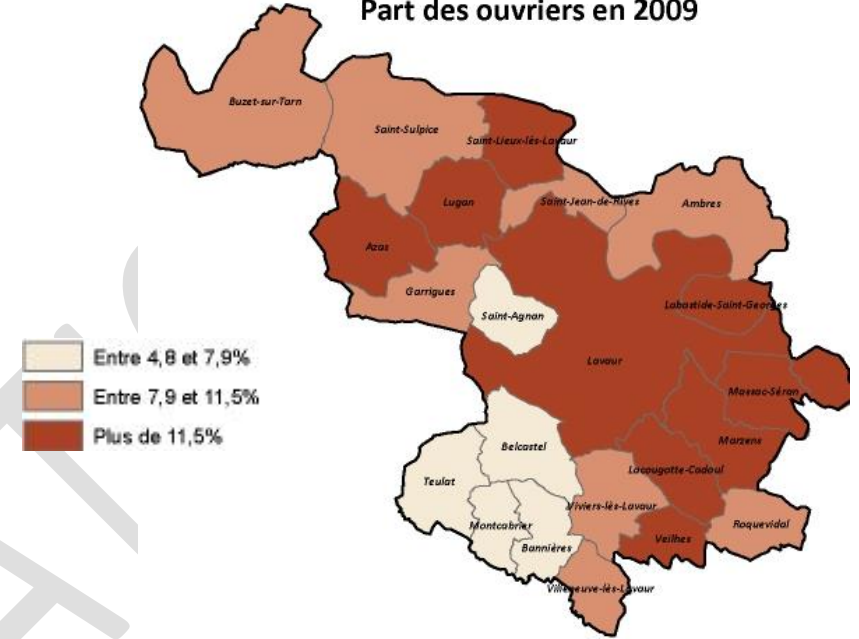 Part des ouvriers en 2009
Buzet-sur-Tarn
Saint-Sulpice
Saint-Lieux-lès-Lavaur
Lugan
Saint-Jean-de-Rives
Ambres
Azas
Garrigues
Saint-Agnan
Labastide-Saint-Georges
Entre 4,8 et 7,9%
Entre 7,9 et 11,5%
Plus de 11,5%
Lavaur
Massac-Séran
Marzens
Belcastel
Lacougotte-Cadoul
Teulat
Viviers-lès-Lavaur
Montcabrier
Roquevidal
Veilhes
Bannières
Villeneuve-lès-Lavaur